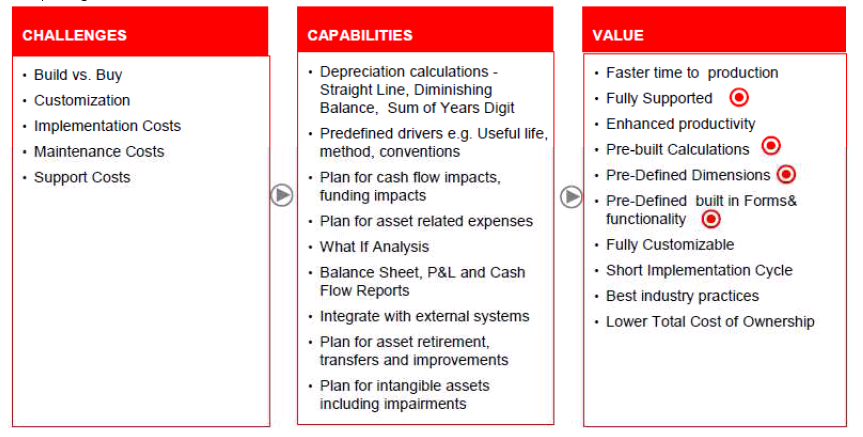 CHALLENGES
• Build vs. Buy
• Customization
• Implementation Costs
• Maintenance Costs
• Support Costs
CAPABILITIES
• Depreciation calculations -
Straight Line, Diminishing
Balance, Sum of Years Digit
• Predefined drivers e.g. Useful life,
method, conventions
• Plan for cash flow impacts,
funding impacts
• Plan for asset related expenses
• What If Analysis
• Balance Sheet, P&L and Cash
Flow Reports
• Integrate with external systems
• Plan for asset retirement,
transfers and improvements
• Plan for intangible assets
including impairments
VALUE
• Faster time to production
• Fully Supported
• Enhanced productivity
• Pre-built Calculations
• Pre-Defined Dimensions
• Pre-Defined built in Forms&
functionality
• Fully Customizable
• Short Implementation Cycle
• Best industry practices
• Lower Total Cost of Ownership